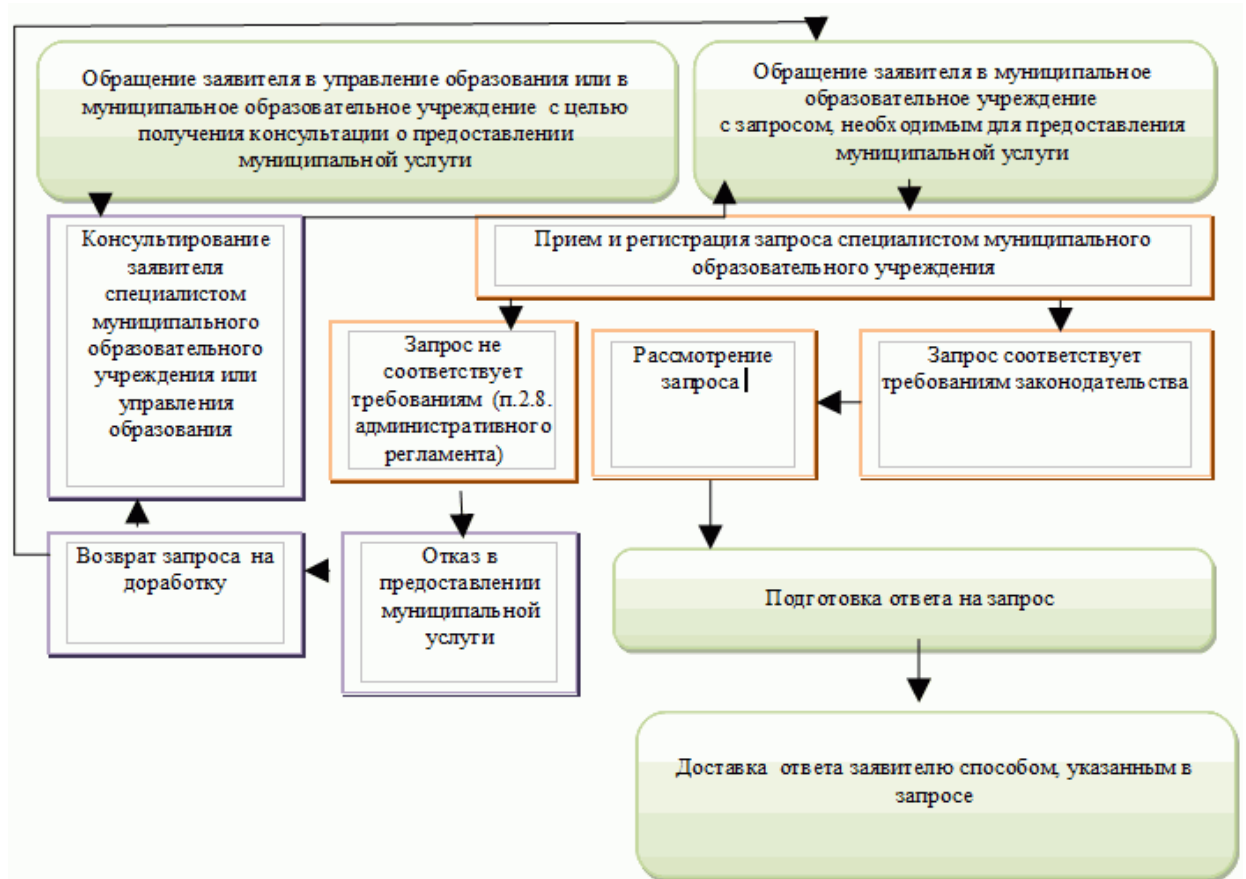 Обращение заявителя в управление образования или в
муниципальное образовательное учреждение с целью
получения консультации о предоставлении
муниципальной услуги
Обращение заявителя в муниципальное
образовательное учреждение
с запросом, необходимым для предоставления
муниципальной услуги
Консультирование
заявителя
специалистом
муниципального
образовательного
учреждения или
управления
образования
Прием и регистрация запроса специалистом муниципального
образовательного учреждения
Запрос не
соответствует
требованиям (п.2.8.
административного
регламента)
Рассмотрение
запроса
Запрос соответствует
требованиям законодательства
Возврат запроса на
доработку
Отказ в
предоставлении
муниципальной
услуги
Подготовка ответа на запрос
Доставка ответа заявителю способом, указанным в
запросе